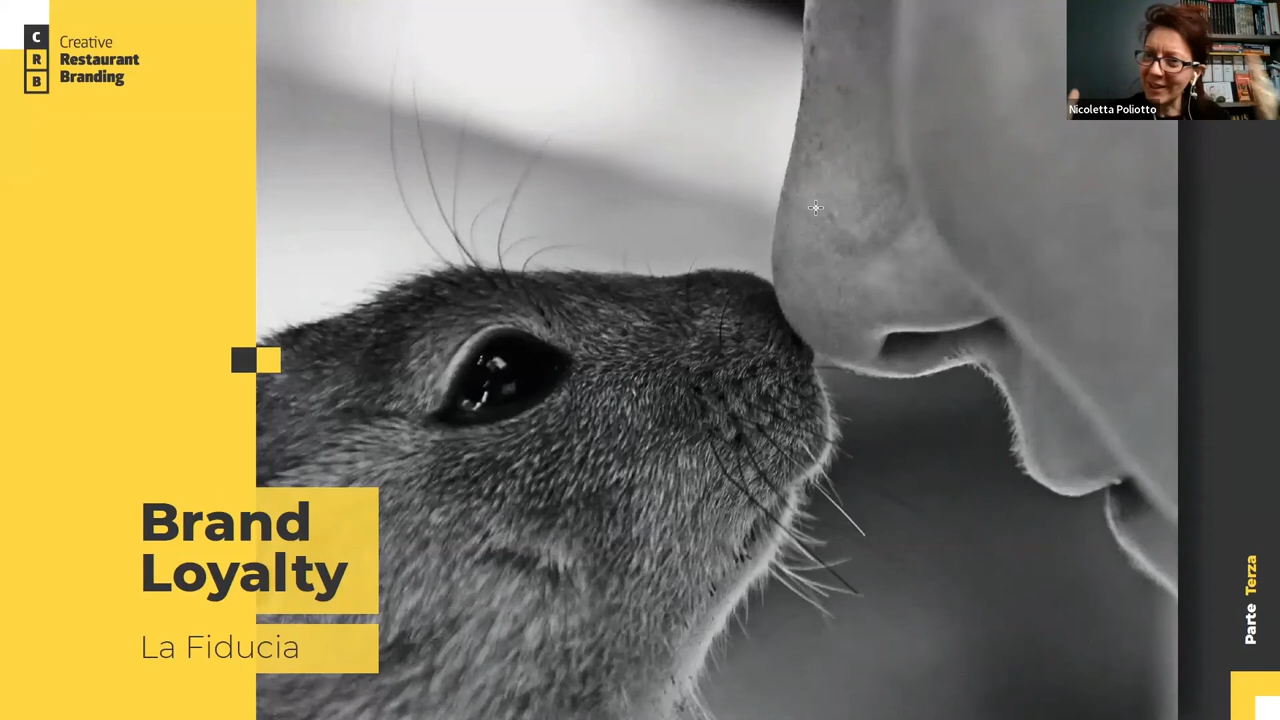 C
R
B
Creative
Restaurant
Branding
Nicoletta Poliotto
Brand
Loyalty
La Fiducia
Parte Terza